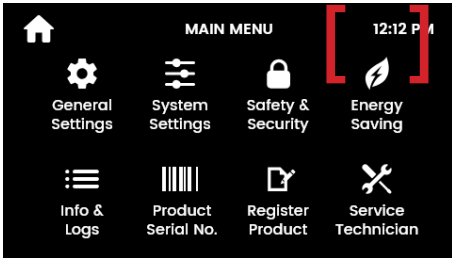 MAIN MENU 12:12 PM
General Settings
System Settings
Safety & Security
Energy Saving
Info & Logs
Product Serial No.
Register Product
Service Technician